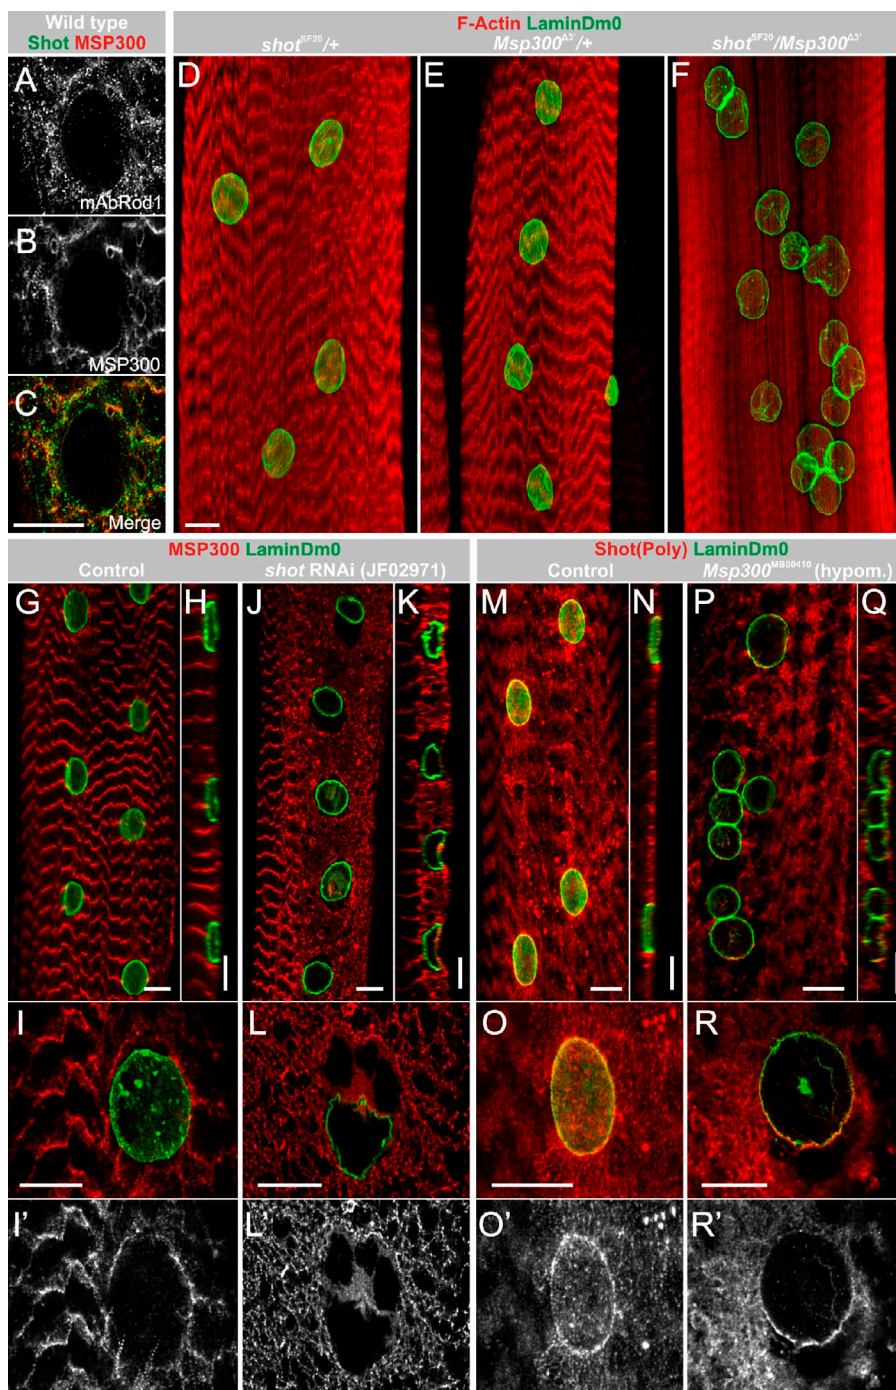 Wild type
Shot MSP300
F-Actin LaminDm0
shotSF20/+
Msp300Δ3'/+
shotSF20/Msp300Δ3'
A
mAbRod1
B
MSP300
C
Merge
D
E
F
MSP300 LaminDm0
Control
shot RNAi (JF02971)
Shot(Poly) LaminDm0
Control
Msp300MB00410 (hypom.)
G
H
J
K
M
N
P
Q
I
L
O
R
I'
L'
O'
R'